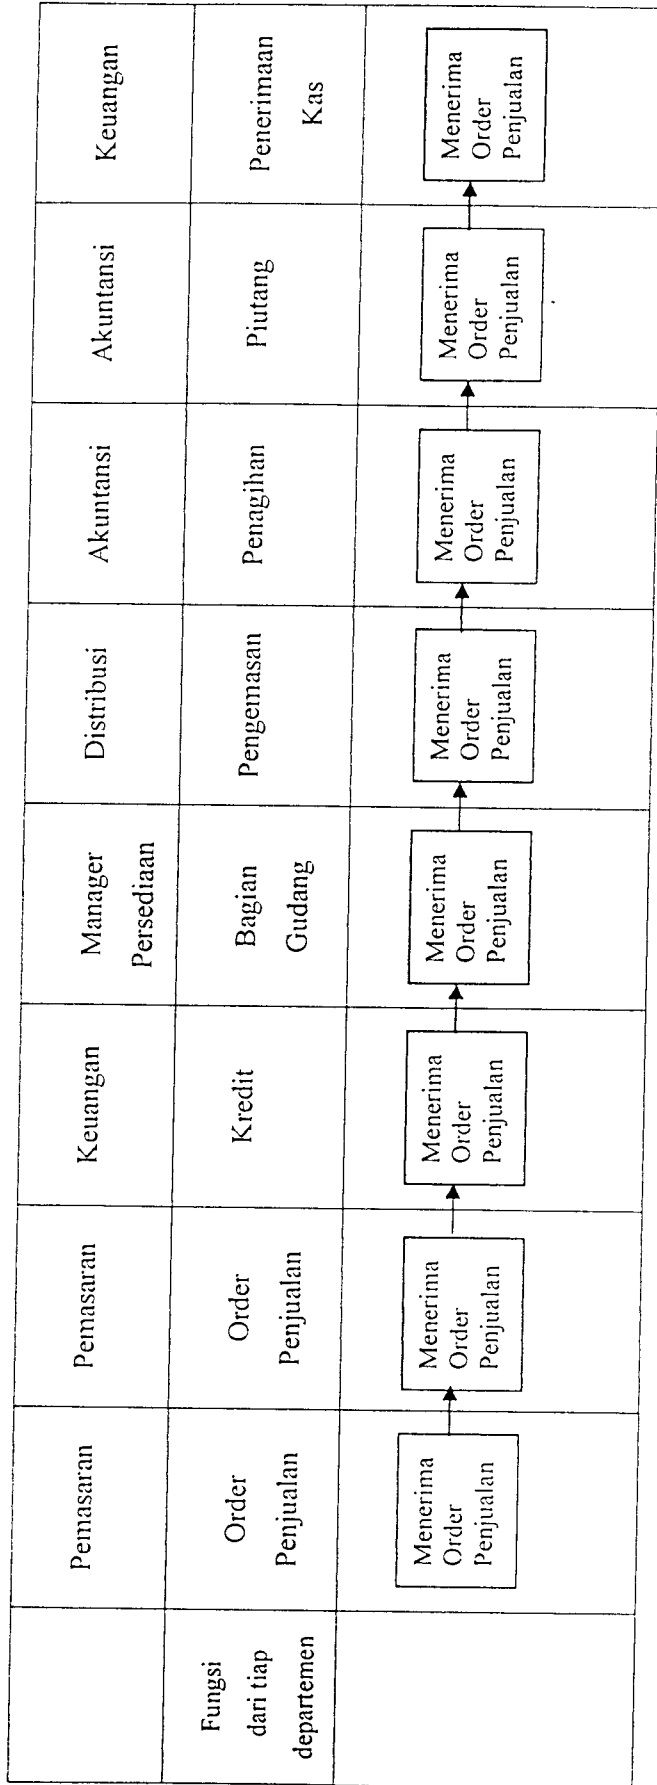 Pemasaran
Pemasaran
Keuangan
Manager
Persediaan
Distribusi
Akuntansi
Akuntansi
Keuangan
Fungsi
dari tiap
departemen
Order
Penjualan
Order
Penjualan
Kredit
Bagian
Gudang
Pengemasan
Penagihan
Piutang
Penerimaan
Kas
Menerima
Order
Penjualan
Menerima
Order
Penjualan
Menerima
Order
Penjualan
Menerima
Order
Penjualan
Menerima
Order
Penjualan
Menerima
Order
Penjualan
Menerima
Order
Penjualan
Menerima
Order
Penjualan